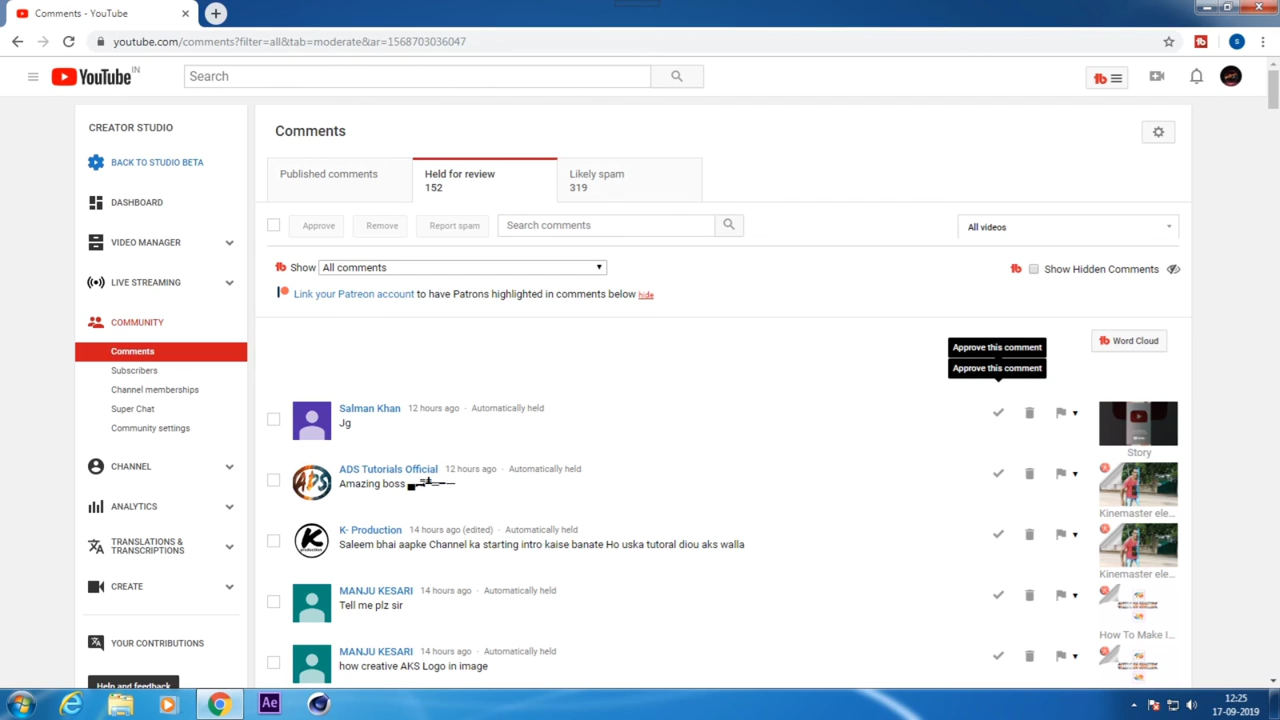 Comments - YouTube
youtube.com/comments?filter=all&tab=moderate&ar=1568703036047
YouTube IN
Search
CREATOR STUDIO
BACK TO STUDIO BETA
DASHBOARD
VIDEO MANAGER
LIVE STREAMING
COMMUNITY
Comments
Subscribers
Channel memberships
Super Chat
Community settings
CHANNEL
ANALYTICS
TRANSLATIONS &
TRANSCRIPTIONS
CREATE
YOUR CONTRIBUTIONS
Help and feedback
Comments
Published comments
Held for review
152
Likely spam
319
Approve
Remove
Report spam
Search comments
All videos
Show All comments
Show Hidden Comments
Link your Patreon account to have Patrons highlighted in comments below hide
Approve this comment
Approve this comment
Word Cloud
Salman Khan 12 hours ago · Automatically held
Jg
Story
ADS Tutorials Official 12 hours ago · Automatically held
Amazing boss
Kinemaster ele...
K- Production 14 hours ago (edited) · Automatically held
Saleem bhai aapke Channel ka starting intro kaise banate Ho uska tutoral diou aks walla
Kinemaster ele...
MANJU KESARI 14 hours ago · Automatically held
Tell me plz sir
How To Make I...
MANJU KESARI 14 hours ago · Automatically held
how creative AKS Logo in image
12:25
17-09-2019